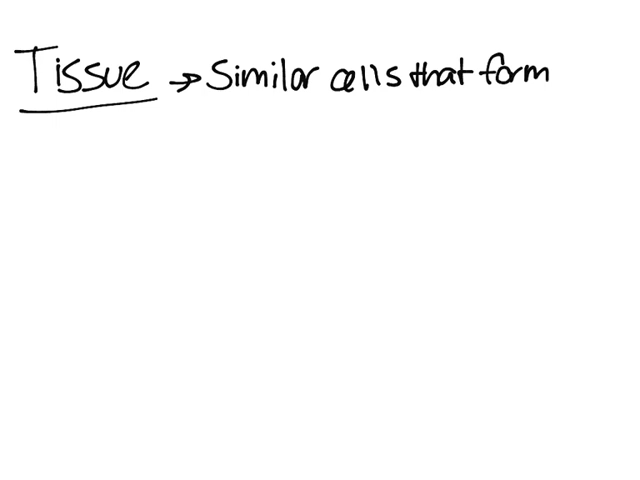 Tissue → Similar cells that form